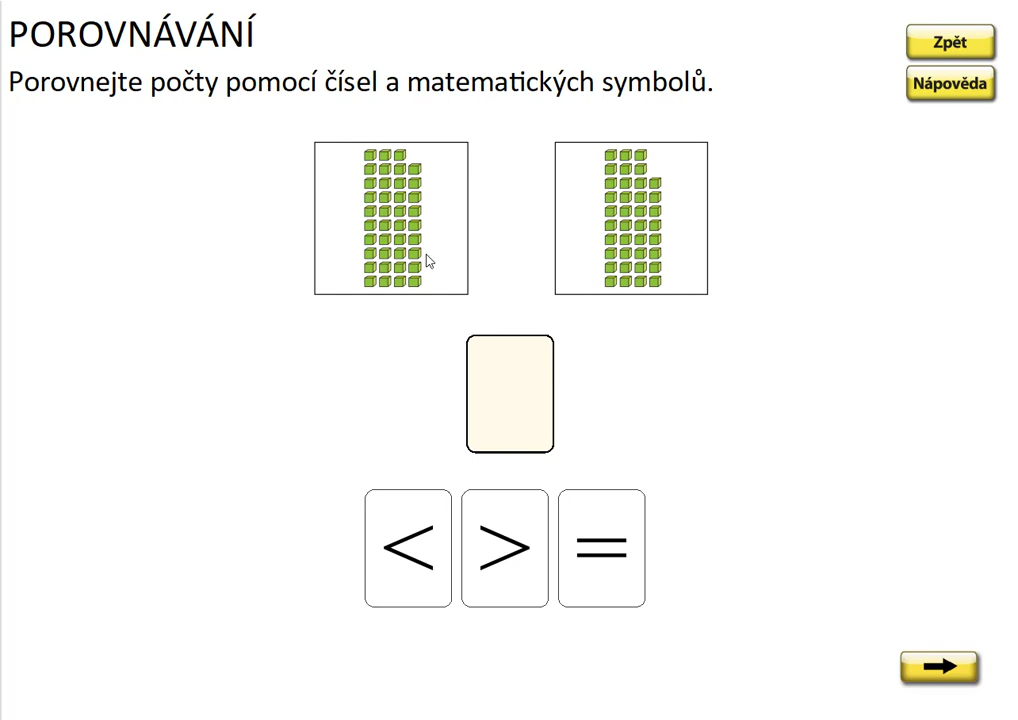 POROVNÁVÁNÍ
Zpět
Porovnejte počty pomocí čísel a matematických symbolů.
Nápověda
< > =